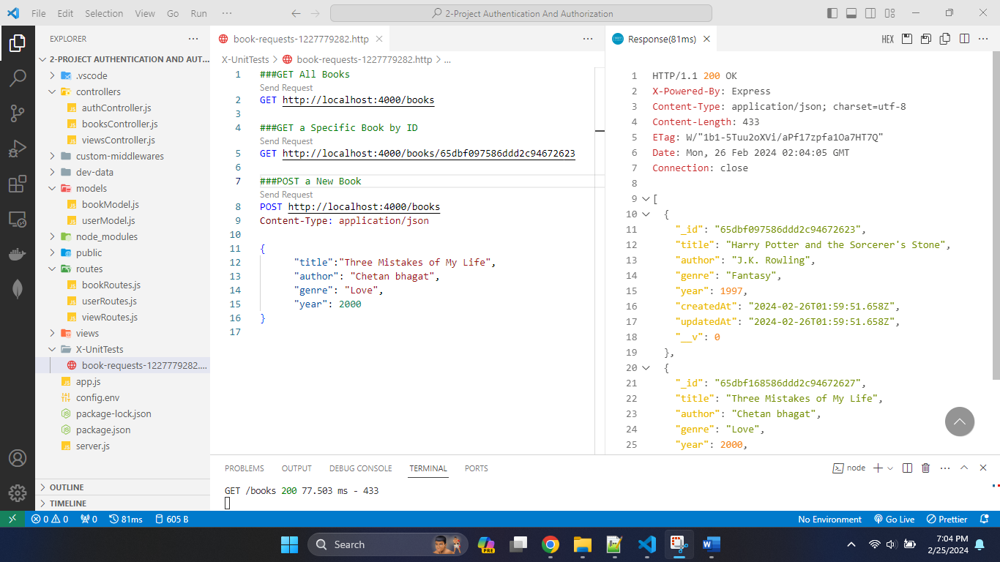 File Edit Selection View Go Run ··· 2-Project Authentication And Authorization
EXPLORER ···
2-PROJECT AUTHENTICATION AND AUT...
.vscode
controllers
authController.js
booksController.js
viewsController.js
custom-middlewares
dev-data
models
bookModel.js
userModel.js
node_modules
public
routes
bookRoutes.js
userRoutes.js
viewRoutes.js
views
X-UnitTests
book-requests-1227779282....
app.js
config.env
package-lock.json
package.json
server.js
OUTLINE
TIMELINE
book-requests-1227779282.http ···
X-UnitTests > book-requests-1227779282.http > ...
1 ###GET All Books
Send Request
2 GET http://localhost:4000/books
3
4 ###GET a Specific Book by ID
Send Request
5 GET http://localhost:4000/books/65dbf097586ddd2c94672623
6
7 ###POST a New Book
Send Request
8 POST http://localhost:4000/books
9 Content-Type: application/json
10
11 {
12 "title":"Three Mistakes of My Life",
13 "author": "Chetan bhagat",
14 "genre": "Love",
15 "year": 2000
16 }
17
Response(81ms) HEX ···
1 HTTP/1.1 200 OK
2 X-Powered-By: Express
3 Content-Type: application/json; charset=utf-8
4 Content-Length: 433
5 ETag: W/"1b1-5Tuu2oXVi/aPf17zpfa1Oa7HT7Q"
6 Date: Mon, 26 Feb 2024 02:04:05 GMT
7 Connection: close
8
9 [
10 {
11 "_id": "65dbf097586ddd2c94672623",
12 "title": "Harry Potter and the Sorcerer's Stone",
13 "author": "J.K. Rowling",
14 "genre": "Fantasy",
15 "year": 1997,
16 "createdAt": "2024-02-26T01:59:51.658Z",
17 "updatedAt": "2024-02-26T01:59:51.658Z",
18 "__v": 0
19 },
20 {
21 "_id": "65dbf168586ddd2c94672627",
22 "title": "Three Mistakes of My Life",
23 "author": "Chetan bhagat",
24 "genre": "Love",
25 "year": 2000,
PROBLEMS OUTPUT DEBUG CONSOLE TERMINAL PORTS node ···
GET /books 200 77.503 ms - 433
0 0 0 81ms 605 B No Environment Go Live Prettier
Search PRE 7:04 PM
2/25/2024